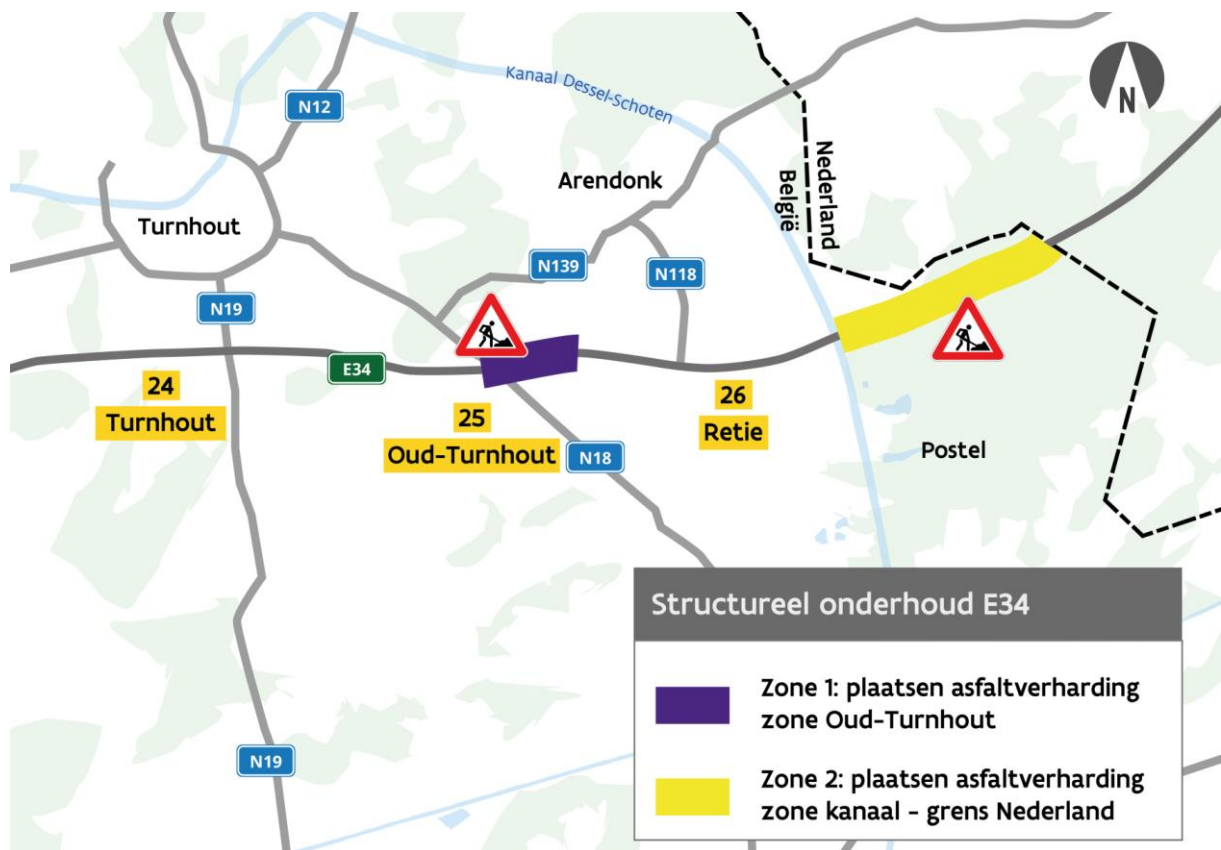 N12
Kanaal Dessel-Schoten
N
Nederland
België
Arendonk
Turnhout
N139
N118
N19
E34
24
Turnhout
25
Oud-Turnhout
26
Retie
N18
Postel
N19
Structureel onderhoud E34
Zone 1: plaatsen asfaltverharding
zone Oud-Turnhout
Zone 2: plaatsen asfaltverharding
zone kanaal - grens Nederland